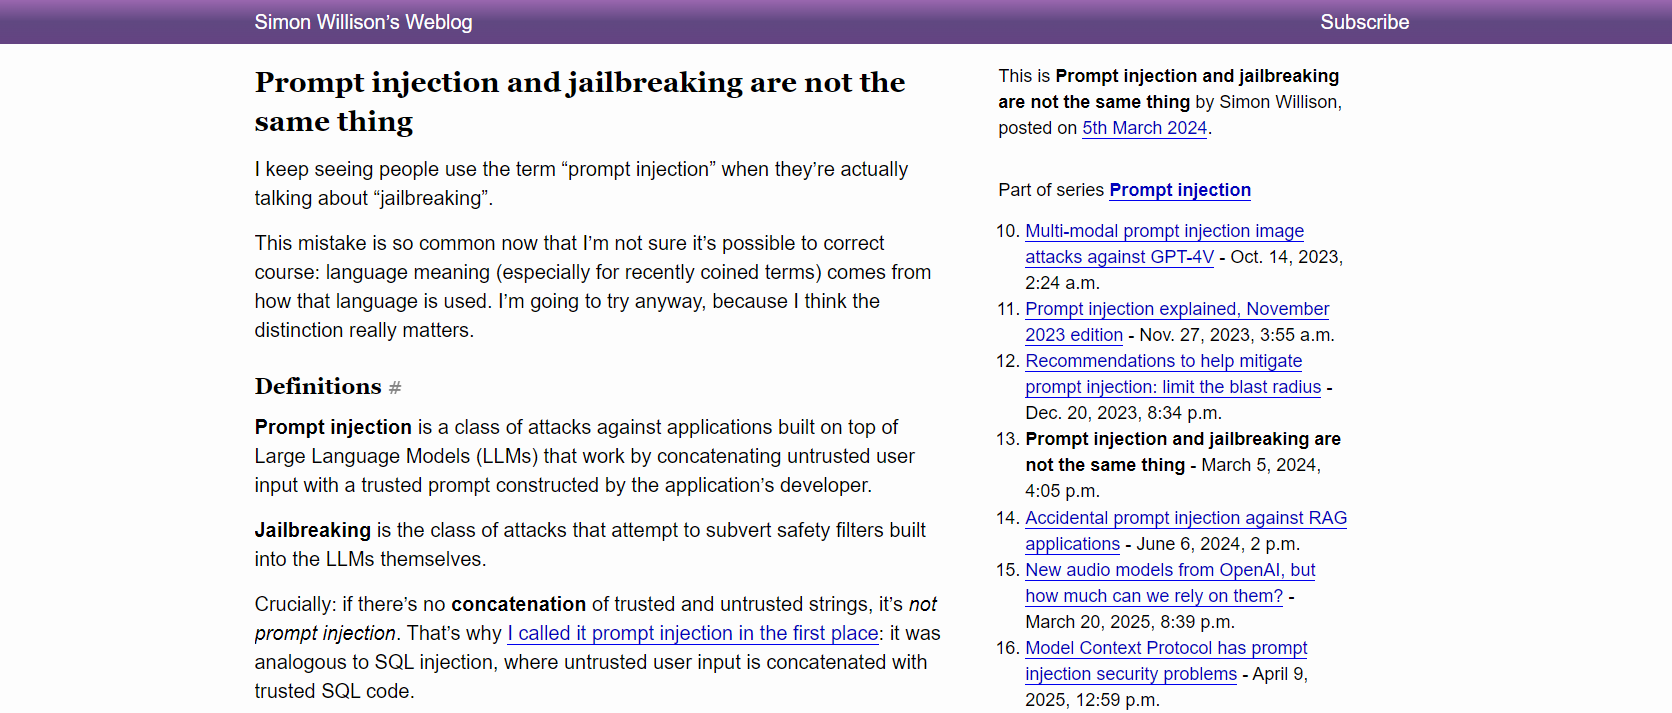 Simon Willison’s Weblog
Subscribe
Prompt injection and jailbreaking are not the
same thing
I keep seeing people use the term “prompt injection” when they’re actually
talking about “jailbreaking”.
This mistake is so common now that I’m not sure it’s possible to correct
course: language meaning (especially for recently coined terms) comes from
how that language is used. I’m going to try anyway, because I think the
distinction really matters.
Definitions #
Prompt injection is a class of attacks against applications built on top of
Large Language Models (LLMs) that work by concatenating untrusted user
input with a trusted prompt constructed by the application’s developer.
Jailbreaking is the class of attacks that attempt to subvert safety filters built
into the LLMs themselves.
Crucially: if there’s no concatenation of trusted and untrusted strings, it’s not
prompt injection. That’s why I called it prompt injection in the first place: it was
analogous to SQL injection, where untrusted user input is concatenated with
trusted SQL code.
This is Prompt injection and jailbreaking
are not the same thing by Simon Willison,
posted on 5th March 2024.
Part of series Prompt injection
10. Multi-modal prompt injection image
attacks against GPT-4V - Oct. 14, 2023,
2:24 a.m.
11. Prompt injection explained, November
2023 edition - Nov. 27, 2023, 3:55 a.m.
12. Recommendations to help mitigate
prompt injection: limit the blast radius -
Dec. 20, 2023, 8:34 p.m.
13. Prompt injection and jailbreaking are
not the same thing - March 5, 2024,
4:05 p.m.
14. Accidental prompt injection against RAG
applications - June 6, 2024, 2 p.m.
15. New audio models from OpenAI, but
how much can we rely on them? -
March 20, 2025, 8:39 p.m.
16. Model Context Protocol has prompt
injection security problems - April 9,
2025, 12:59 p.m.